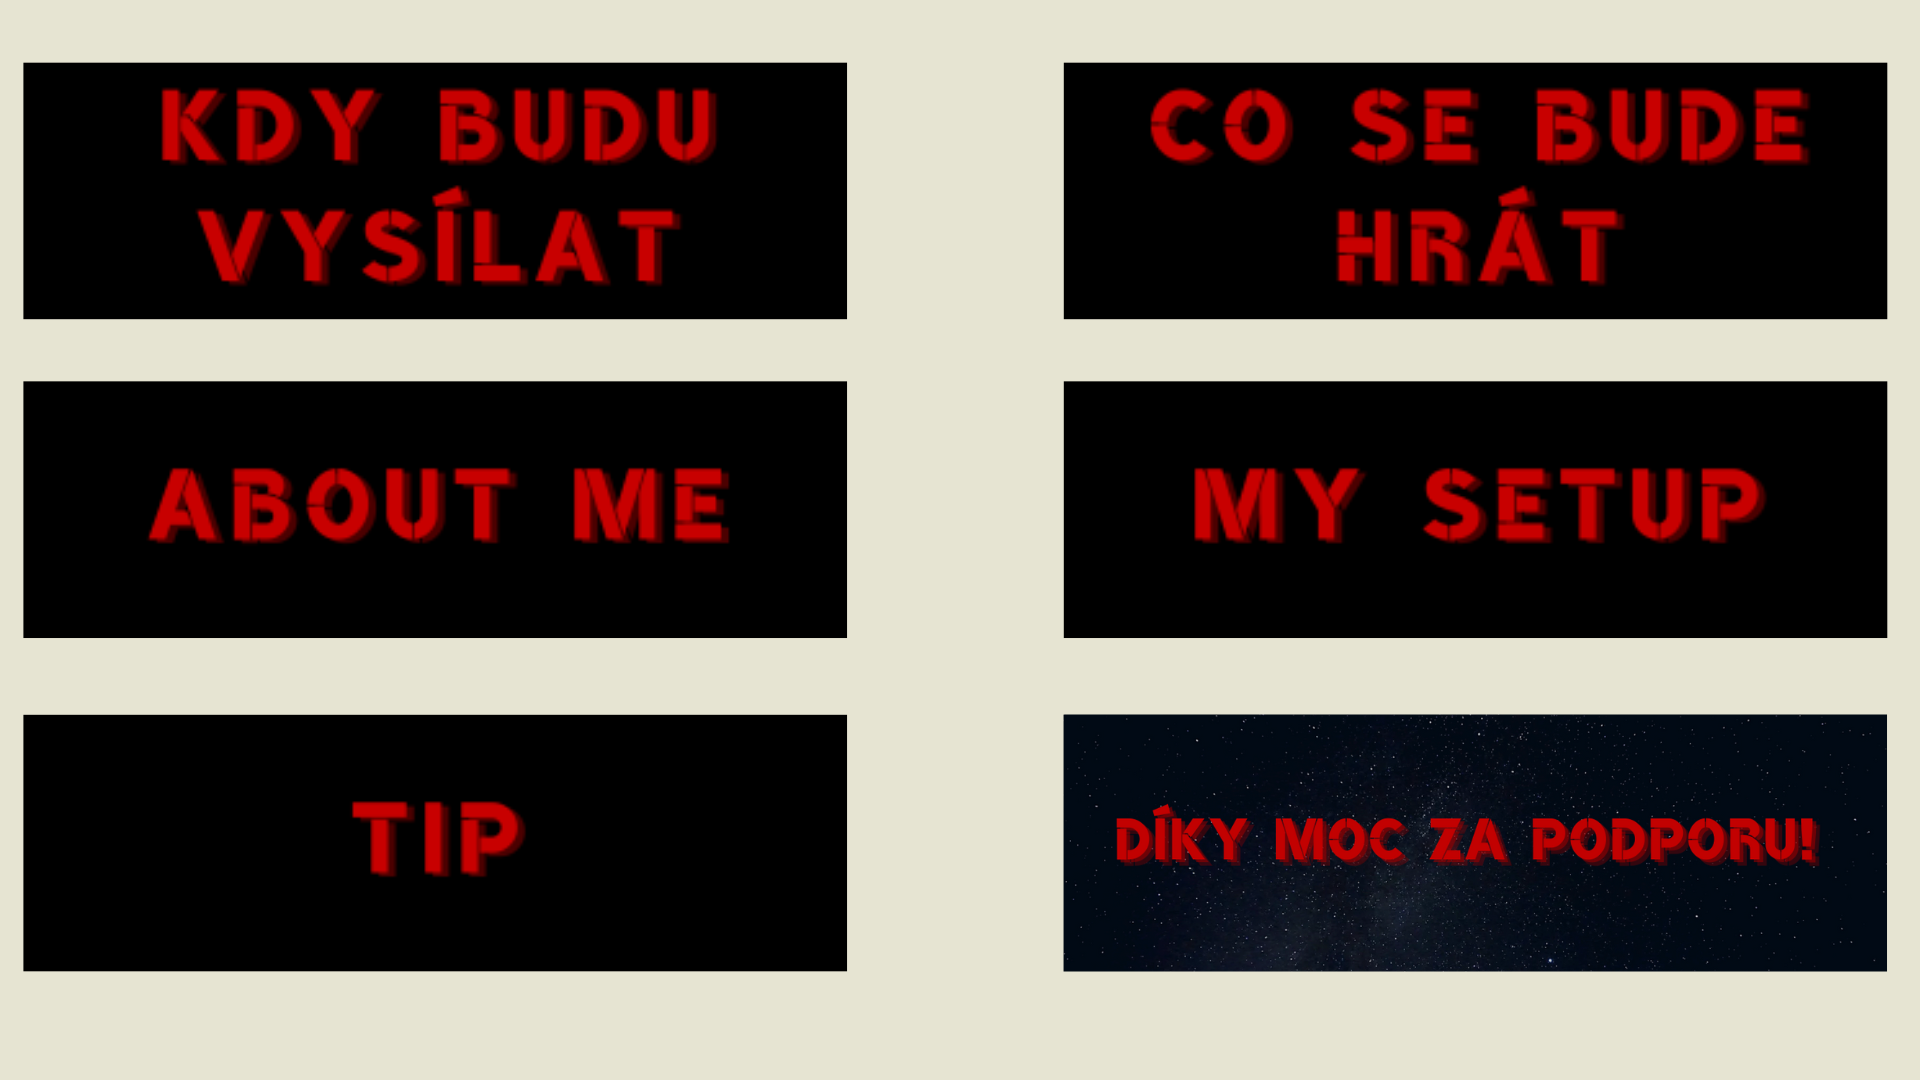 KDY BUDU
VYSÍLAT
CO SE BUDE
HRÁT
ABOUT ME
MY SETUP
TIP
DÍKY MOC ZA PODPORU!